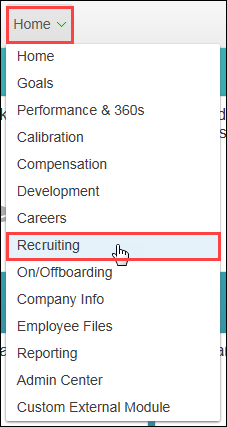 Home
Home
Goals
Performance & 360s
Calibration
Compensation
Development
Careers
Recruiting
On/Offboarding
Company Info
Employee Files
Reporting
Admin Center
Custom External Module